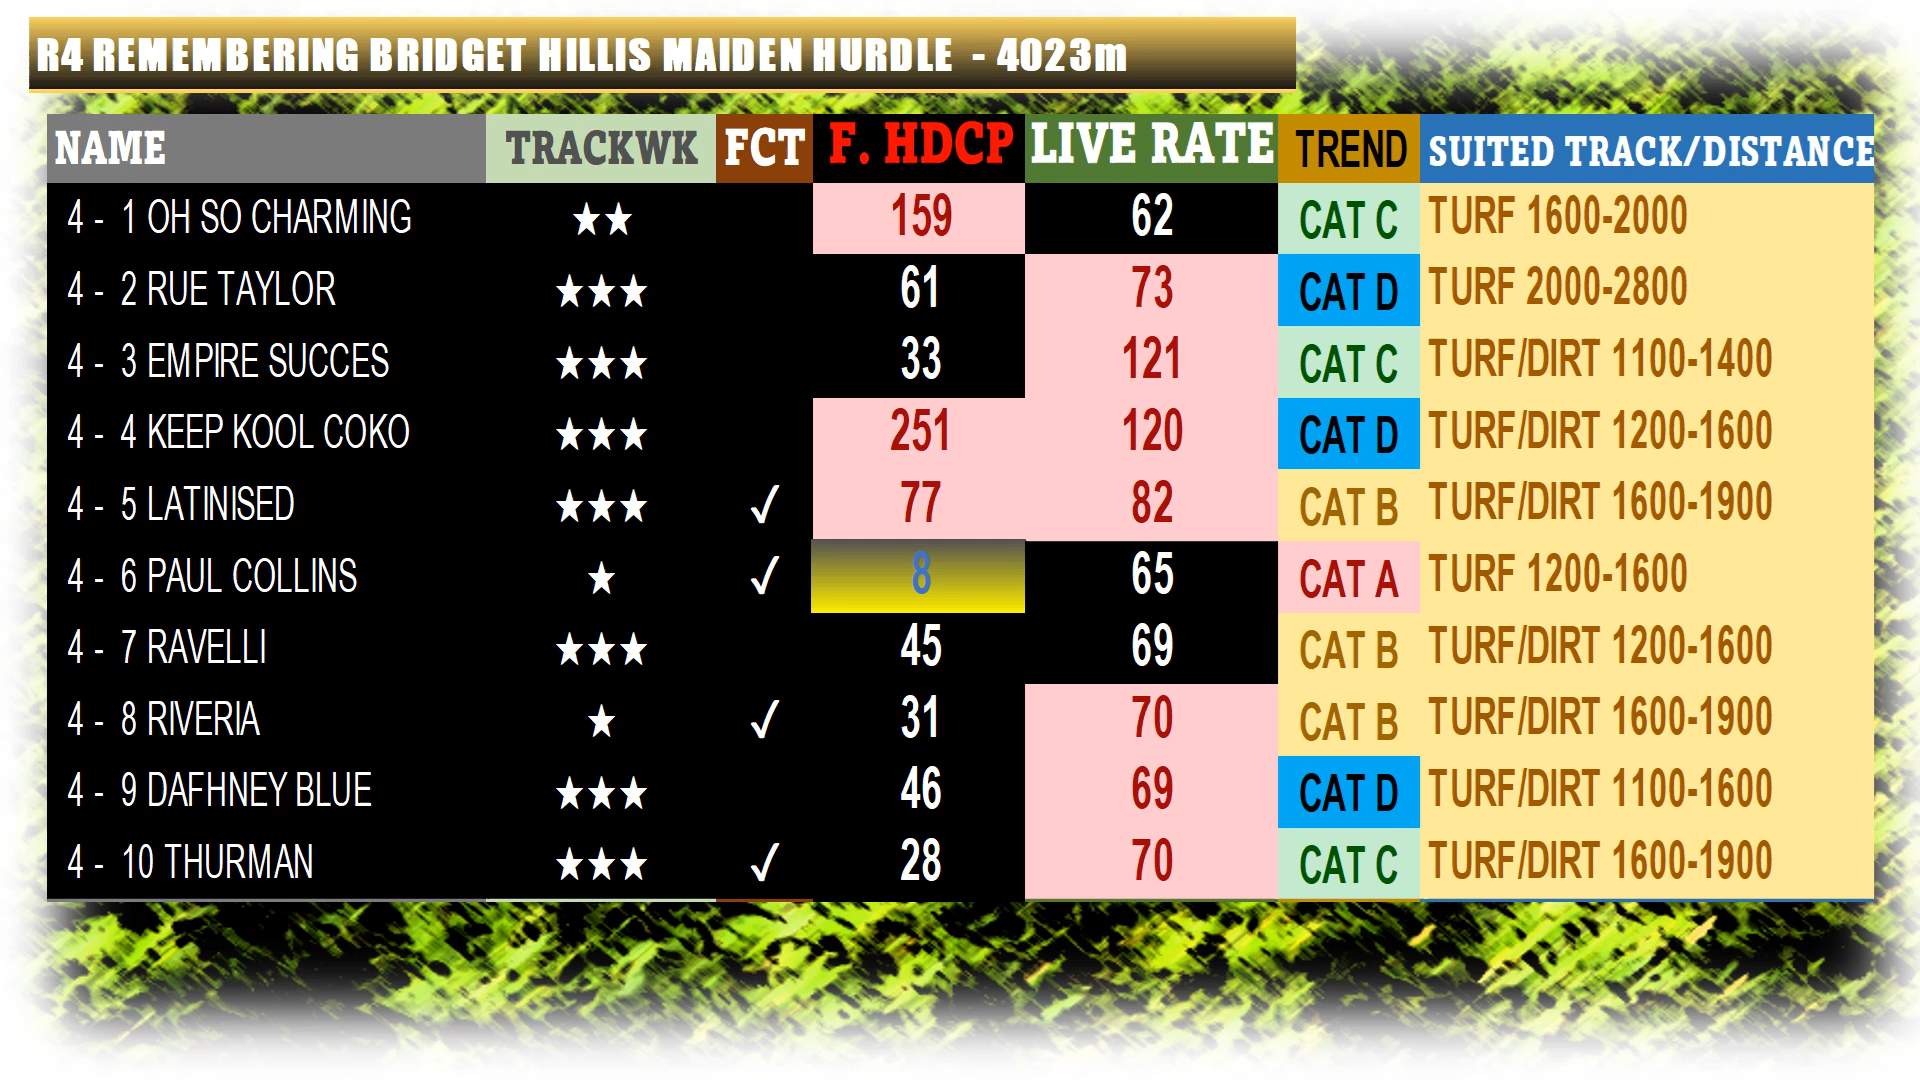 R4 REMEMBERING BRIDGET HILLIS MAIDEN HURDLE - 4023m
NAME TRACKWK FCT F. HDCP LIVE RATE TREND SUITED TRACK/DISTANCE
4 - 1 OH SO CHARMING ★★ 159 62 CAT C TURF 1600-2000
4 - 2 RUE TAYLOR ★★★ 61 73 CAT D TURF 2000-2800
4 - 3 EMPIRE SUCCES ★★★ 33 121 CAT C TURF/DIRT 1100-1400
4 - 4 KEEP KOOL COKO ★★★ 251 120 CAT D TURF/DIRT 1200-1600
4 - 5 LATINISED ★★★ ✓ 77 82 CAT B TURF/DIRT 1600-1900
4 - 6 PAUL COLLINS ★ ✓ 8 65 CAT A TURF 1200-1600
4 - 7 RAVELLI ★★★ 45 69 CAT B TURF/DIRT 1200-1600
4 - 8 RIVERIA ★ ✓ 31 70 CAT B TURF/DIRT 1600-1900
4 - 9 DAFHNEY BLUE ★★★ 46 69 CAT D TURF/DIRT 1100-1600
4 - 10 THURMAN ★★★ ✓ 28 70 CAT C TURF/DIRT 1600-1900